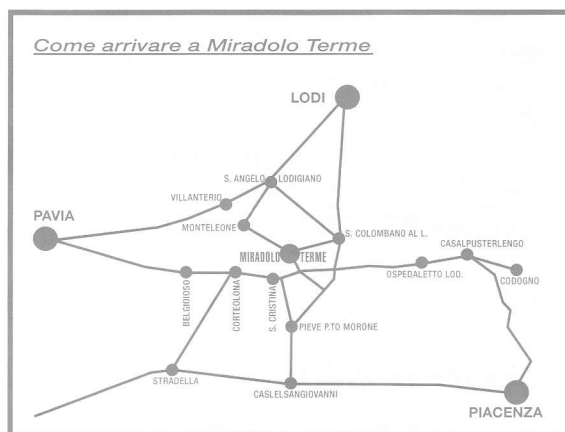 Come arrivare a Miradolo Terme
LODI
S. ANGELO LODIGIANO
VILLANTERIO
PAVIA
MONTELEONE
S. COLOMBANO AL L.
MIRADOLO TERME
CASALPUSTERLENGO
OSPEDALETTO LOD.
CODOGNO
BELGIOIOSO
CORTEOLONA
S. CRISTINA
PIEVE P.TO MORONE
STRADELLA
CASLELSANGIOVANNI
PIACENZA